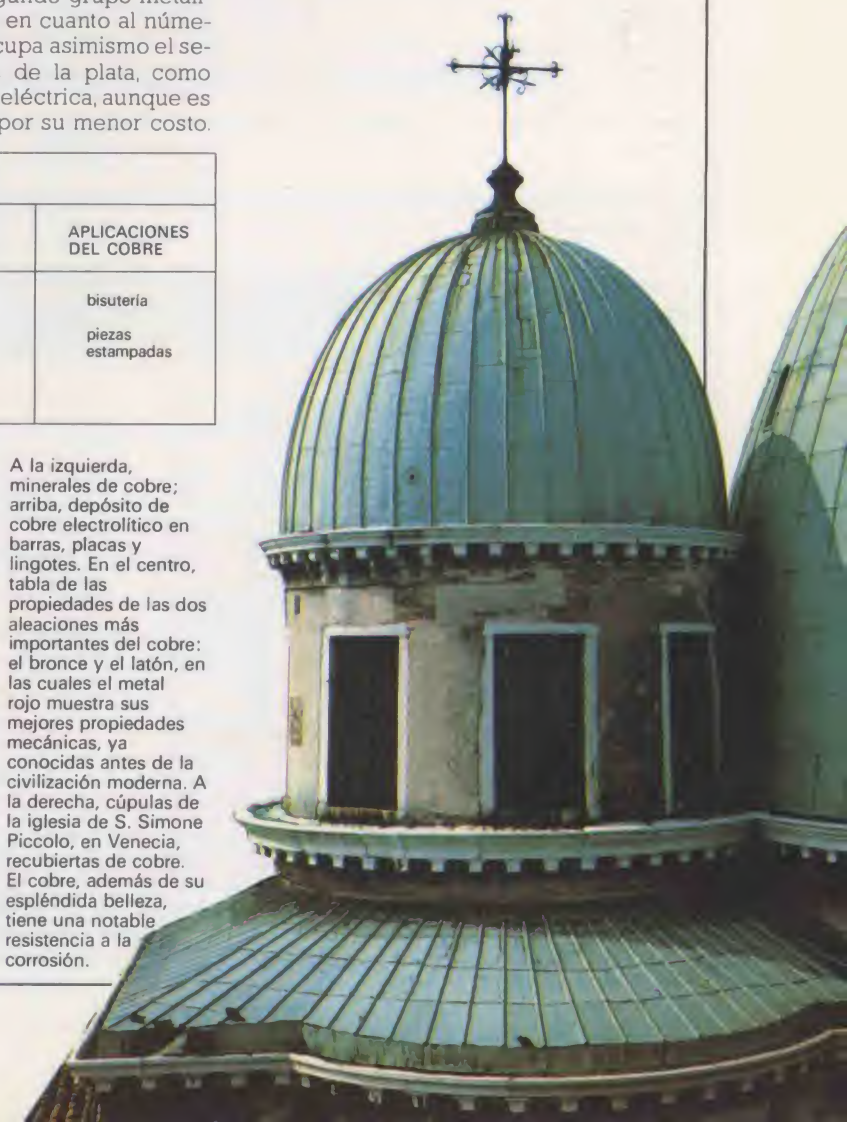 gundo grupo metáli-
en cuanto al núme-
cupa asimismo el se-
de la plata, como
eléctrica, aunque es
por su menor costo.
APLICACIONES
DEL COBRE
bisutería
piezas
estampadas
A la izquierda,
minerales de cobre;
arriba, depósito de
cobre electrolítico en
barras, placas y
lingotes. En el centro,
tabla de las
propiedades de las dos
aleaciones más
importantes del cobre:
el bronce y el latón, en
las cuales el metal
rojo muestra sus
mejores propiedades
mecánicas, ya
conocidas antes de la
civilización moderna. A
la derecha, cúpulas de
la iglesia de S. Simone
Piccolo, en Venecia,
recubiertas de cobre.
El cobre, además de su
espléndida belleza,
tiene una notable
resistencia a la
corrosión.